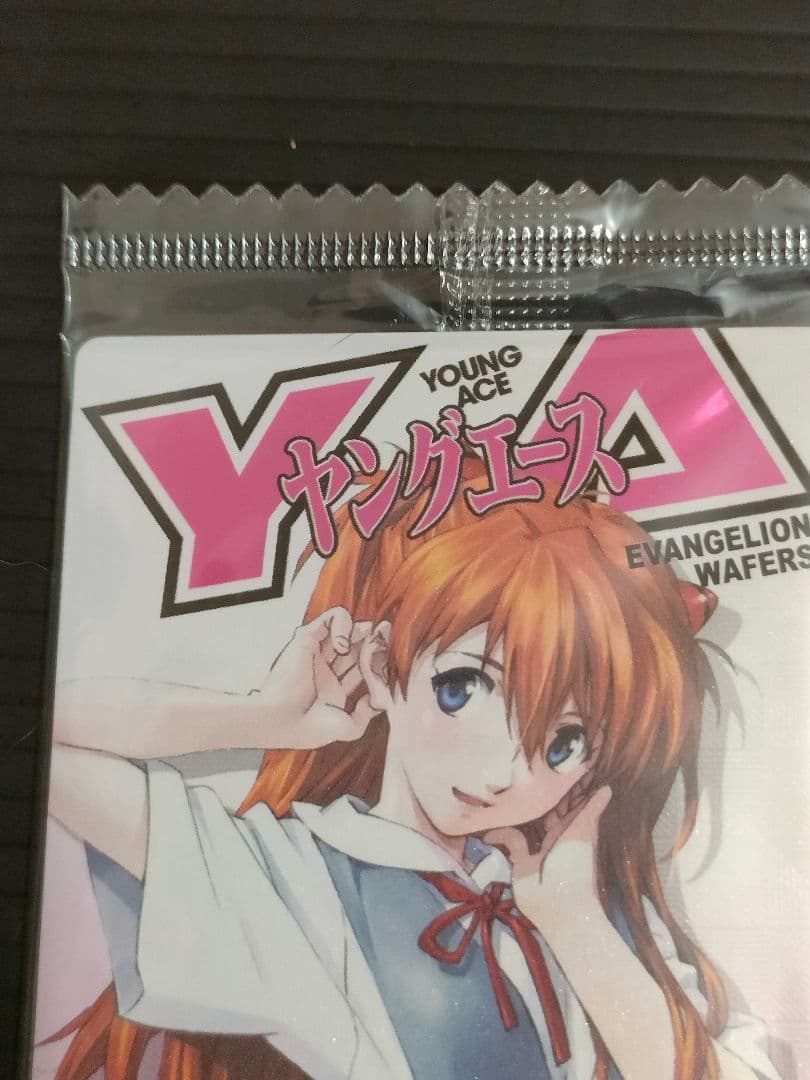 YA
YOUNG
ACE
ヤングエース
EVANGELION
WAFERS